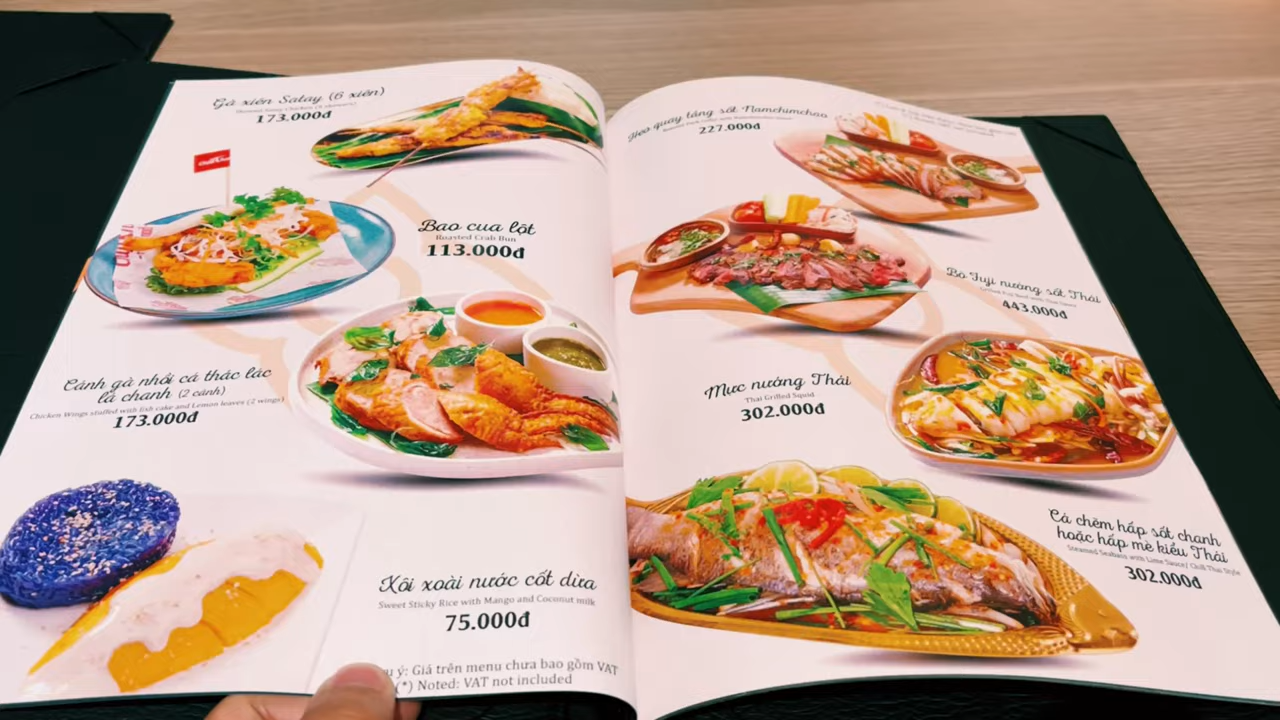 Gà xiên Satay (6 xiên)
173.000đ
Bao cua lột
Roasted Crab Bun
113.000đ
Cánh gà nhồi cá thác lác
lá chanh (2 cánh)
Chicken Wings stuffed with fish cake and Lemon leaves (2 wings)
173.000đ
Xôi xoài nước cốt dừa
Sweet Sticky Rice with Mango and Coconut milk
75.000đ
ý: Giá trên menu chưa bao gồm VAT
(*) Noted: VAT not included
Heo quay tảng sốt Namchimchao
227.000đ
Bò Fuji nướng sốt Thái
443.000đ
Mực nướng Thái
Thai Grilled Squid
302.000đ
Cá chẽm hấp sốt chanh
hoặc hấp mè kiểu Thái
Steamed Seabass with Lime Sauce/ Chili Thai Style
302.000đ